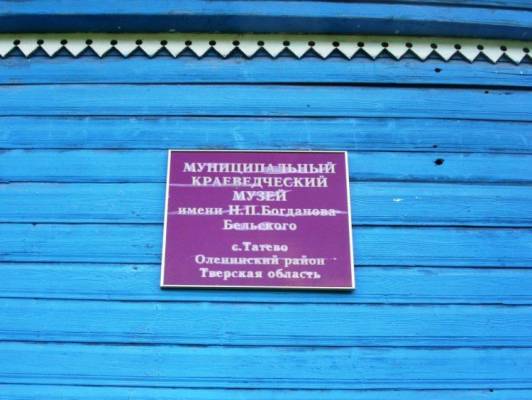 МУНИЦИПАЛЬНЫЙ
КРАЕВЕДЧЕСКИЙ
МУЗЕЙ
имени Н.П.Богданова
Бельского
с.Татево
Оленинский район
Тверская область